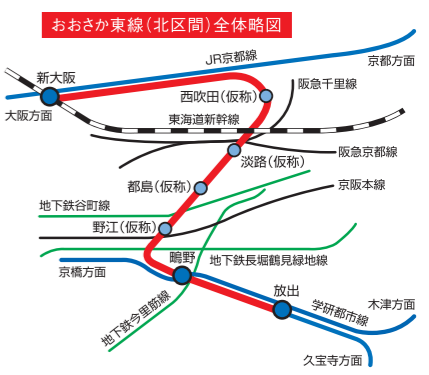 おおさか東線(北区間)全体略図
JR京都線
京都方面
新大阪
大阪方面
西吹田(仮称)
阪急千里線
東海道新幹線
淡路(仮称)
阪急京都線
都島(仮称)
京阪本線
地下鉄谷町線
野江(仮称)
鴫野
地下鉄長堀鶴見緑地線
京橋方面
放出
学研都市線
木津方面
地下鉄今里筋線
久宝寺方面